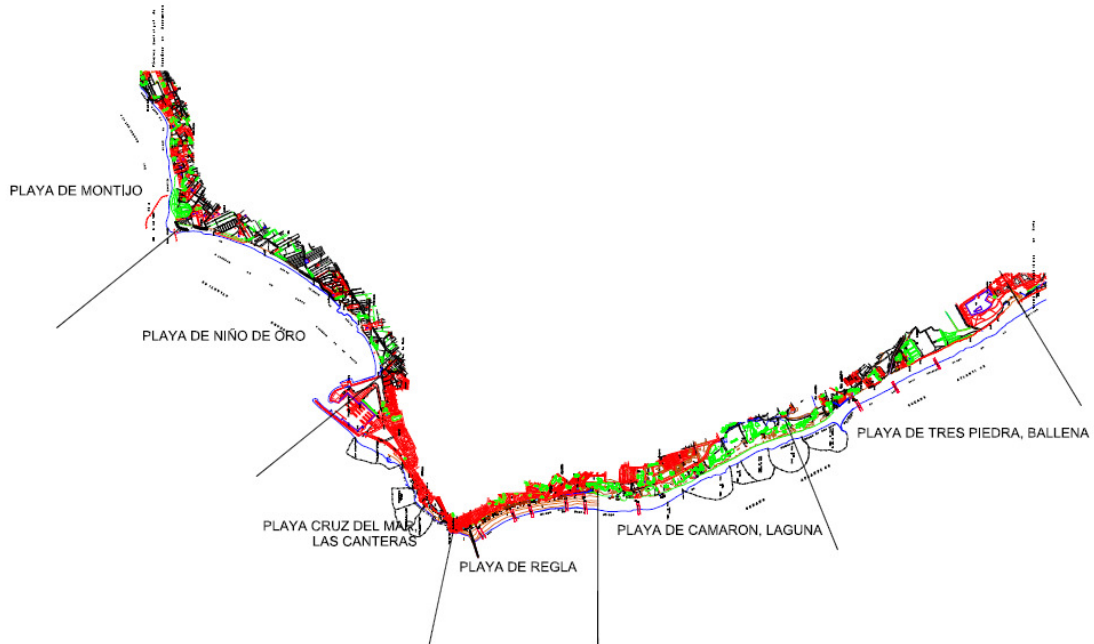 PLAYA DE MONTIJO
PLAYA DE NIÑO DE ORO
PLAYA CRUZ DEL MAR,
LAS CANTERAS
PLAYA DE REGLA
PLAYA DE CAMARON, LAGUNA
PLAYA DE TRES PIEDRA, BALLENA